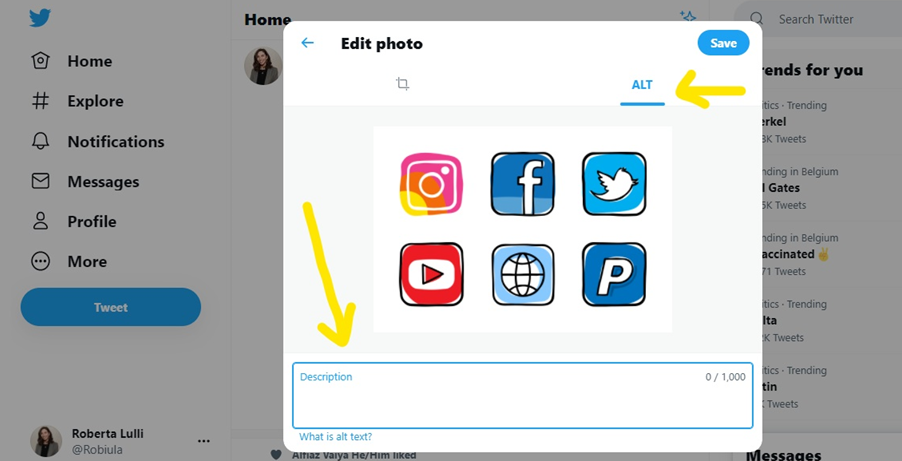 Home
Explore
Notifications
Messages
Profile
More
Tweet
Roberta Lulli
@Robiula
Home
Edit photo
Save
ALT
Description
0 / 1,000
What is alt text?
Alfiaz Vaiya He/Him liked
Search Twitter
rends for you
itics · Trending
erkel
K Tweets
nding in Belgium
l Gates
5K Tweets
nding in Belgium
accinated ✌
71 Tweets
itics · Trending
lta
2K Tweets
itics · Trending
tin
K Tweets
Messages